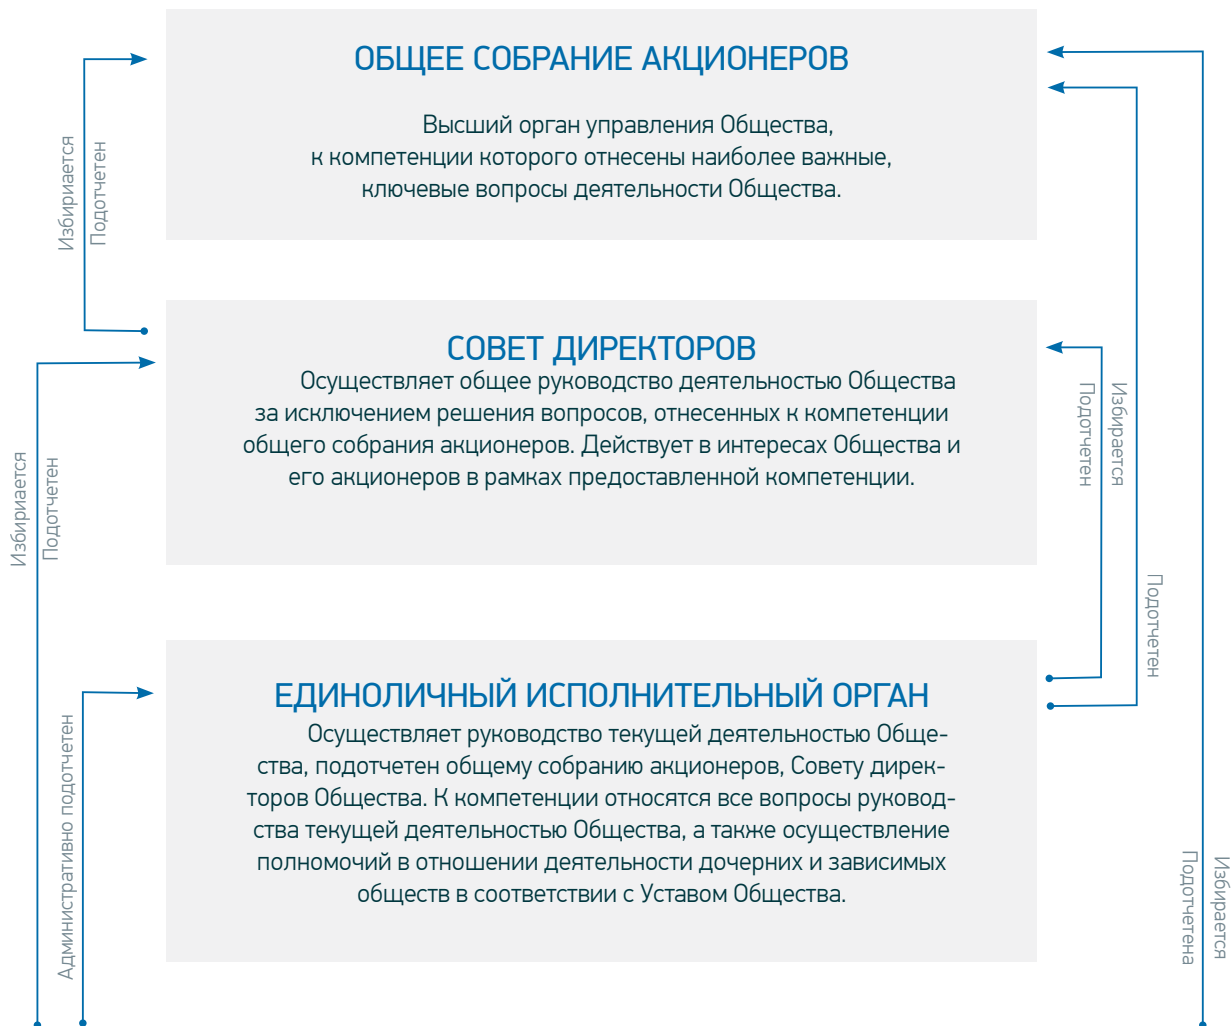 ОБЩЕЕ СОБРАНИЕ АКЦИОНЕРОВ
Высший орган управления Общества,
к компетенции которого отнесены наиболее важные,
ключевые вопросы деятельности Общества.
Избириается
Подотчетен
СОВЕТ ДИРЕКТОРОВ
Осуществляет общее руководство деятельностью Общества
за исключением решения вопросов, отнесенных к компетенции
общего собрания акционеров. Действует в интересах Общества и
его акционеров в рамках предоставленной компетенции.
Избириается
Подотчетен
Избирается
Подотчетен
Подотчетен
ЕДИНОЛИЧНЫЙ ИСПОЛНИТЕЛЬНЫЙ ОРГАН
Осуществляет руководство текущей деятельностью Обще-
ства, подотчетен общему собранию акционеров, Совету дирек-
торов Общества. К компетенции относятся все вопросы руковод-
ства текущей деятельностью Общества, а также осуществление
полномочий в отношении деятельности дочерних и зависимых
обществ в соответствии с Уставом Общества.
Административно подотчетен
Избирается
Подотчетена